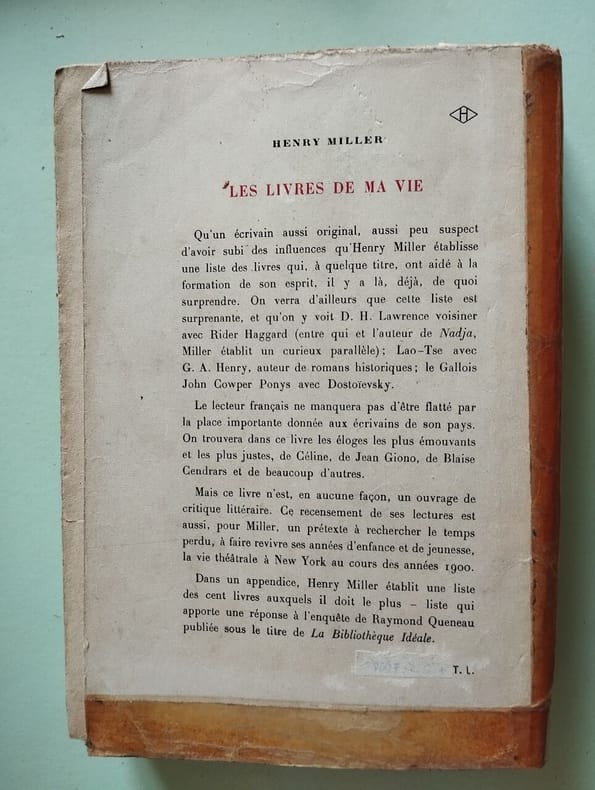 H
HENRY MILLER
LES LIVRES DE MA VIE
Qu'un écrivain aussi original, aussi peu suspect
d'avoir subi des influences qu'Henry Miller établisse
une liste des livres qui, à quelque titre, ont aidé à la
formation de son esprit, il y a là, déjà, de quoi
surprendre. On verra d'ailleurs que cette liste est
surprenante, et qu'on y voit D. H. Lawrence voisiner
avec Rider Haggard (entre qui et l'auteur de Nadja,
Miller établit un curieux parallèle) ; Lao-Tse avec
G. A. Henry, auteur de romans historiques ; le Gallois
John Cowper Ponys avec Dostoïevsky.
Le lecteur français ne manquera pas d'être flatté par
la place importante donnée aux écrivains de son pays.
On trouvera dans ce livre les éloges les plus émouvants
et les plus justes, de Céline, de Jean Giono, de Blaise
Cendrars et de beaucoup d'autres.
Mais ce livre n'est, en aucune façon, un ouvrage de
critique littéraire. Ce recensement de ses lectures est
aussi, pour Miller, un prétexte à rechercher le temps
perdu, à faire revivre ses années d'enfance et de jeunesse,
la vie théâtrale à New York au cours des années 1900.
Dans un appendice, Henry Miller établit une liste
des cent livres auxquels il doit le plus – liste qui
apporte une réponse à l'enquête de Raymond Queneau
publiée sous le titre de La Bibliothèque Idéale.
T. L.